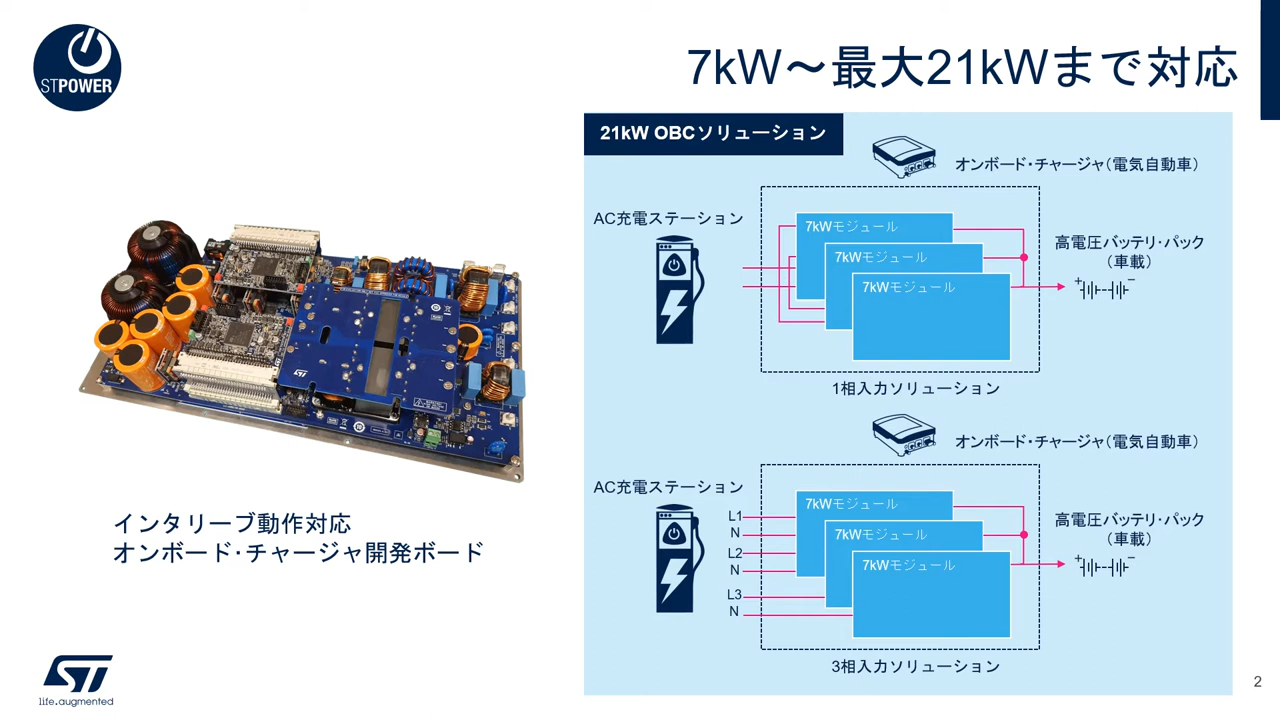 STPOWER
7kW～最大21kWまで対応
21kW OBCソリューション
オンボード・チャージャ（電気自動車）
AC充電ステーション
7kWモジュール
7kWモジュール
7kWモジュール
高電圧バッテリ・パック
（車載）
+ −
1相入力ソリューション
オンボード・チャージャ（電気自動車）
AC充電ステーション
L1
N
L2
N
L3
N
7kWモジュール
7kWモジュール
7kWモジュール
高電圧バッテリ・パック
（車載）
+ −
3相入力ソリューション
インタリーブ動作対応
オンボード・チャージャ開発ボード
ST
life.augmented
2